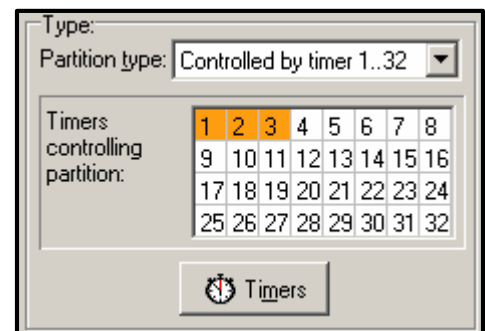 Type:
Partition type: Controlled by timer 1..32
Timers
controlling
partition:
1 2 3 4 5 6 7 8
9 10 11 12 13 14 15 16
17 18 19 20 21 22 23 24
25 26 27 28 29 30 31 32
Timers